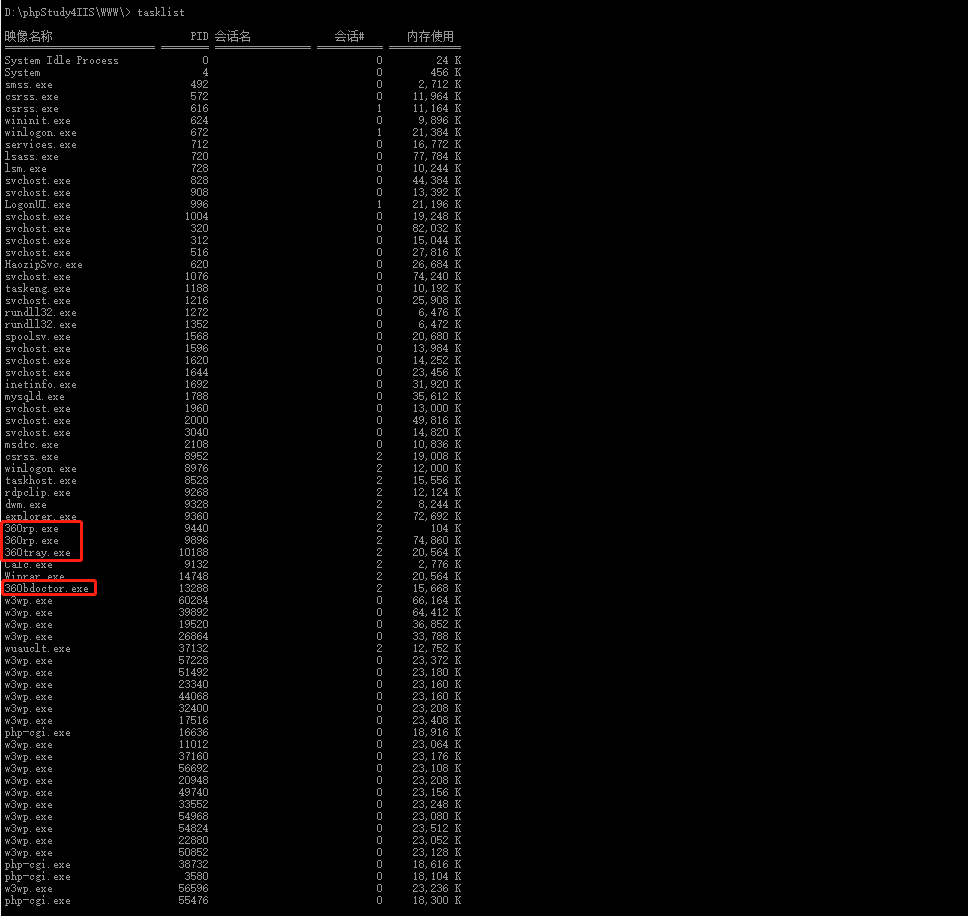 D:\phpStudy4IIS\WWW\> tasklist
映像名称 PID 会话名 会话# 内存使用
System Idle Process 0 0 24 K
System 4 0 456 K
smss.exe 492 0 2,712 K
csrss.exe 572 0 11,964 K
csrss.exe 616 1 11,164 K
wininit.exe 624 0 9,896 K
winlogon.exe 672 1 21,384 K
services.exe 712 0 16,772 K
lsass.exe 720 0 77,784 K
lsm.exe 728 0 10,244 K
svchost.exe 828 0 44,384 K
svchost.exe 908 0 13,392 K
LogonUI.exe 996 1 21,196 K
svchost.exe 1004 0 19,248 K
svchost.exe 320 0 82,032 K
svchost.exe 312 0 15,044 K
svchost.exe 516 0 27,816 K
HaozipSvc.exe 620 0 26,684 K
svchost.exe 1076 0 74,240 K
taskeng.exe 1188 0 10,192 K
svchost.exe 1216 0 25,908 K
rundll32.exe 1272 0 6,476 K
rundll32.exe 1352 0 6,472 K
spoolsv.exe 1568 0 20,680 K
svchost.exe 1596 0 13,984 K
svchost.exe 1620 0 14,252 K
svchost.exe 1644 0 23,456 K
inetinfo.exe 1692 0 31,920 K
mysqld.exe 1788 0 35,612 K
svchost.exe 1960 0 13,000 K
svchost.exe 2000 0 49,816 K
svchost.exe 3040 0 14,820 K
msdtc.exe 2108 0 10,836 K
csrss.exe 8952 2 19,008 K
winlogon.exe 8976 2 12,000 K
taskhost.exe 8528 2 15,556 K
rdpclip.exe 9268 2 12,124 K
dwm.exe 9328 2 8,244 K
explorer.exe 9360 2 72,692 K
360rp.exe 9440 2 104 K
360rp.exe 9896 2 74,860 K
360tray.exe 10188 2 20,564 K
Calc.exe 9132 2 2,776 K
Winrar.exe 14748 2 20,564 K
360bdoctor.exe 13288 2 15,668 K
w3wp.exe 60284 0 66,164 K
w3wp.exe 39892 0 64,412 K
w3wp.exe 19520 0 36,852 K
w3wp.exe 26864 0 33,788 K
wuauclt.exe 37132 2 12,752 K
w3wp.exe 57228 0 23,372 K
w3wp.exe 51492 0 23,180 K
w3wp.exe 23340 0 23,160 K
w3wp.exe 44068 0 23,160 K
w3wp.exe 32400 0 23,208 K
w3wp.exe 17516 0 23,408 K
php-cgi.exe 16636 0 18,916 K
w3wp.exe 11012 0 23,064 K
w3wp.exe 37160 0 23,176 K
w3wp.exe 56692 0 23,108 K
w3wp.exe 20948 0 23,208 K
w3wp.exe 49740 0 23,156 K
w3wp.exe 33552 0 23,248 K
w3wp.exe 54968 0 23,080 K
w3wp.exe 54824 0 23,512 K
w3wp.exe 22880 0 23,052 K
w3wp.exe 50852 0 23,128 K
php-cgi.exe 38732 0 18,616 K
php-cgi.exe 3580 0 18,104 K
w3wp.exe 56596 0 23,236 K
php-cgi.exe 55476 0 18,300 K